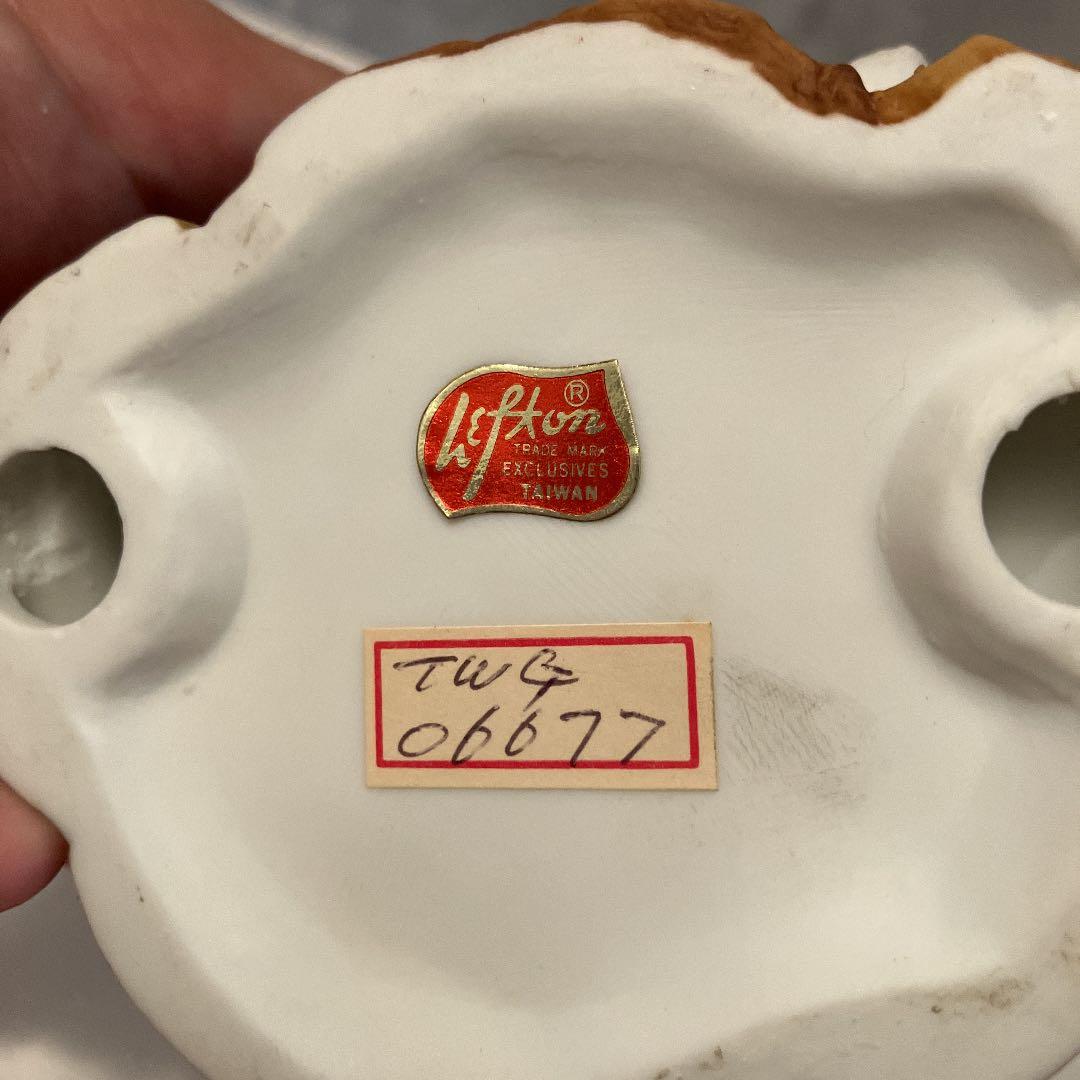 Lefton ®
TRADE MARK
EXCLUSIVES
TAIWAN
TWG
06677